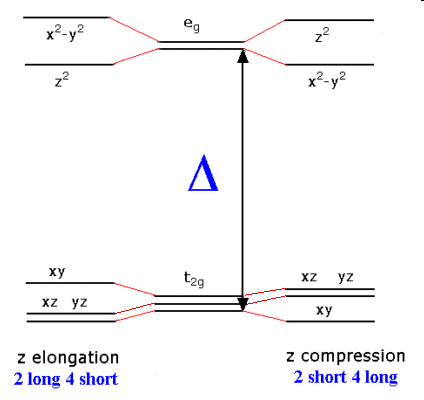 e_g
x²-y²
z²
z²
x²-y²
Δ
xy
t_2g
xz yz
xz yz
xy
z elongation
z compression
2 long 4 short
2 short 4 long